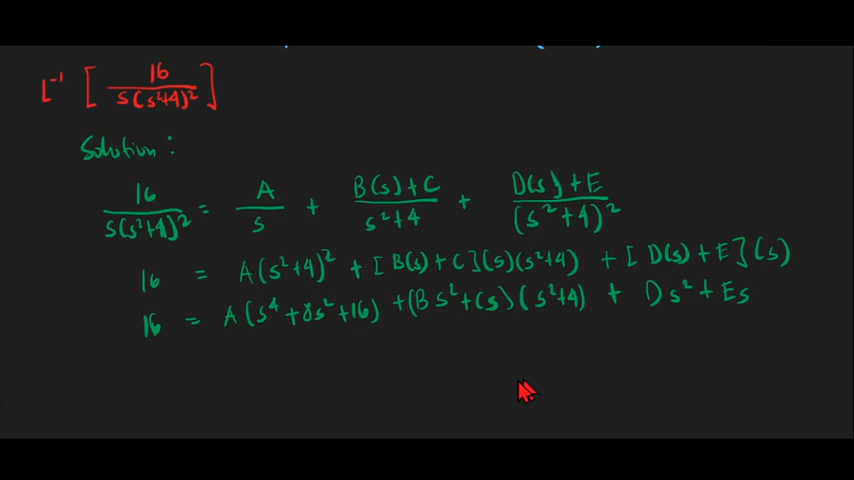 L⁻¹ [ 16 / s(s²+4)² ]
Solution:
16 / s(s²+4)² = A / s + B(s)+C / s²+4 + D(s)+E / (s²+4)²
16 = A(s²+4)² + [B(s)+C](s)(s²+4) + [D(s)+E](s)
16 = A(s⁴+8s²+16) + (Bs²+Cs)(s²+4) + Ds²+Es